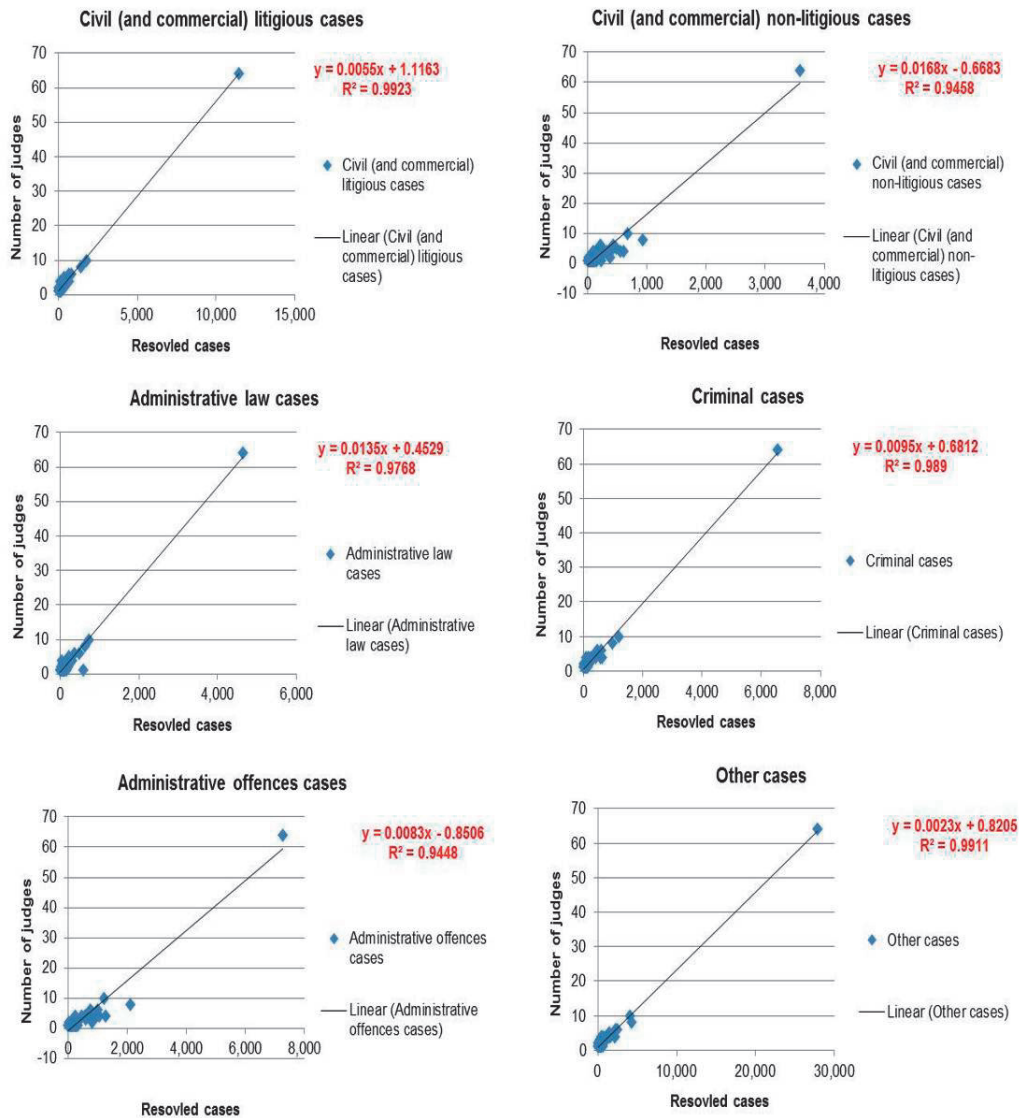 Civil (and commercial) litigious cases
70
60
50
40
30
20
10
0
Number of judges
0
5,000
10,000
15,000
Resovled cases
y = 0.0055x + 1.1163
R² = 0.9923
Civil (and commercial)
litigious cases
Linear (Civil (and
commercial) litigious
cases)
Civil (and commercial) non-litigious cases
70
60
50
40
30
20
10
0
-10
Number of judges
0
1,000
2,000
3,000
4,000
Resovled cases
y = 0.0168x - 0.6683
R² = 0.9458
Civil (and commercial)
non-litigious cases
Linear (Civil (and
commercial) non-
litigious cases)
Administrative law cases
70
60
50
40
30
20
10
0
Number of judges
0
2,000
4,000
6,000
Resovled cases
y = 0.0135x + 0.4529
R² = 0.9768
Administrative law
cases
Linear (Administrative
law cases)
Criminal cases
70
60
50
40
30
20
10
0
Number of judges
0
2,000
4,000
6,000
8,000
Resovled cases
y = 0.0095x + 0.6812
R² = 0.989
Criminal cases
Linear (Criminal cases)
Administrative offences cases
70
60
50
40
30
20
10
0
-10
Number of judges
0
2,000
4,000
6,000
8,000
Resovled cases
y = 0.0083x - 0.8506
R² = 0.9448
Administrative offences
cases
Linear (Administrative
offences cases)
Other cases
70
60
50
40
30
20
10
0
Number of judges
0
10,000
20,000
30,000
Resovled cases
y = 0.0023x + 0.8205
R² = 0.9911
Other cases
Linear (Other cases)